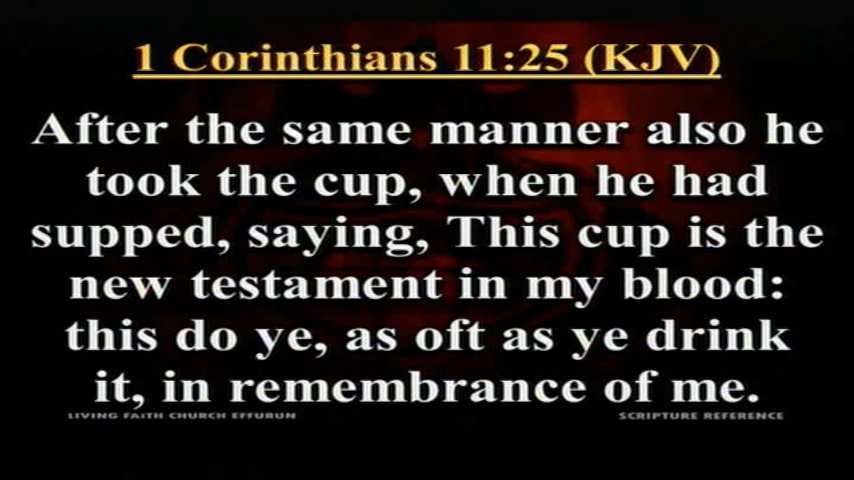 1 Corinthians 11:25 (KJV)
After the same manner also he
took the cup, when he had
supped, saying, This cup is the
new testament in my blood:
this do ye, as oft as ye drink
it, in remembrance of me.
LIVING FAITH CHURCH EFFURUN
SCRIPTURE REFERENCE